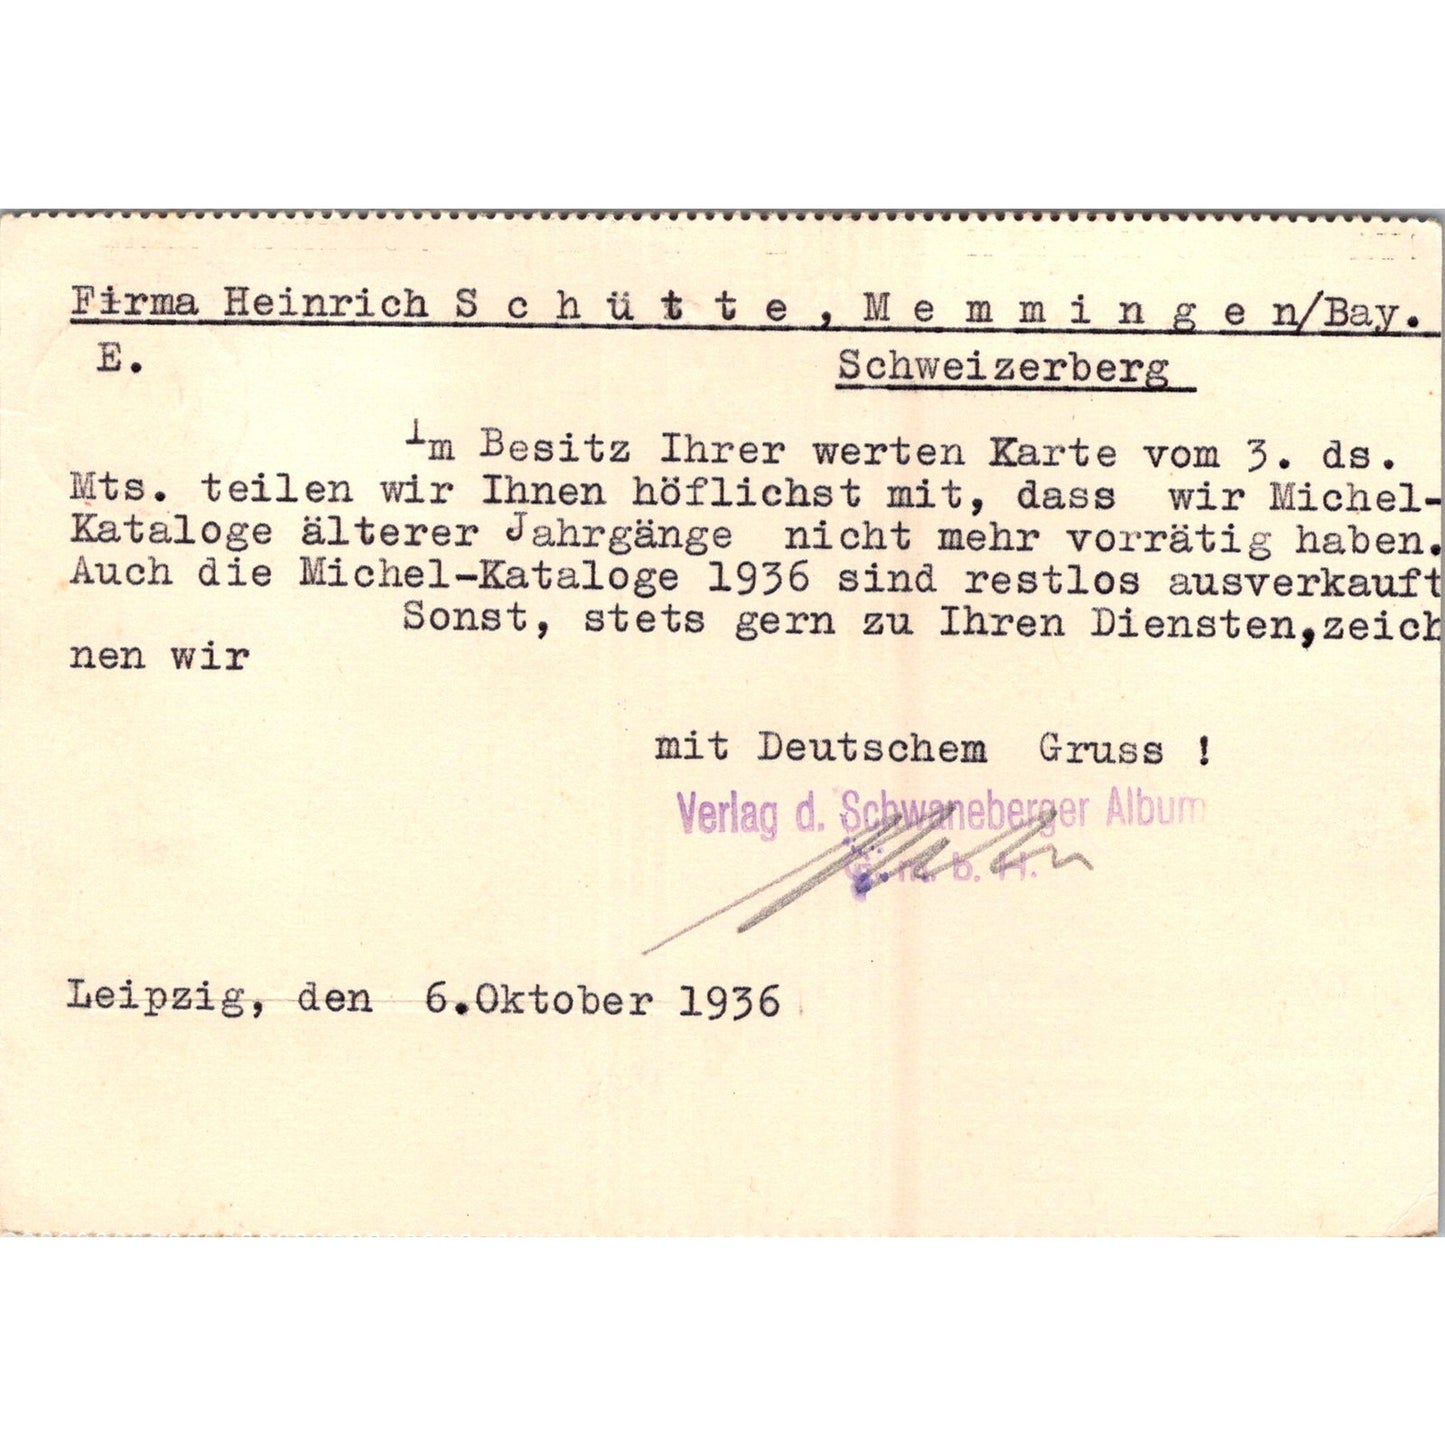 Firma Heinrich S c h ü t t e , M e m m i n g e n/Bay.
E. Schweizerberg
Im Besitz Ihrer werten Karte vom 3. ds.
Mts. teilen wir Ihnen höflichst mit, dass wir Michel-
Kataloge älterer Jahrgänge nicht mehr vorrätig haben.
Auch die Michel-Kataloge 1936 sind restlos ausverkauft
Sonst, stets gern zu Ihren Diensten,zeich
nen wir
mit Deutschem Gruss !
Verlag d. Schwaneberger Album
G. m. b. H.
Leipzig, den 6.Oktober 1936